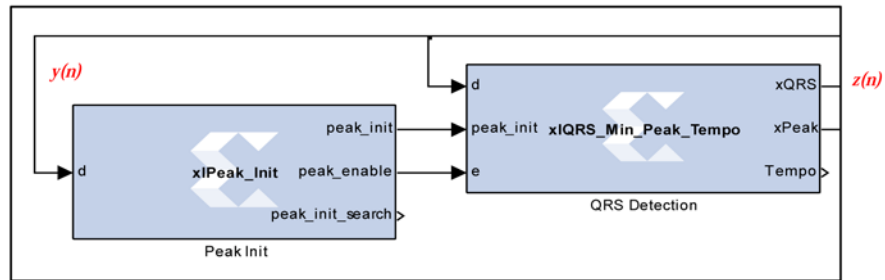 y(n)
d
xlPeak_Init
peak_init
peak_enable
peak_init_search
Peak Init
d
peak_init
e
xlQRS_Min_Peak_Tempo
xQRS
xPeak
Tempo
QRS Detection
z(n)